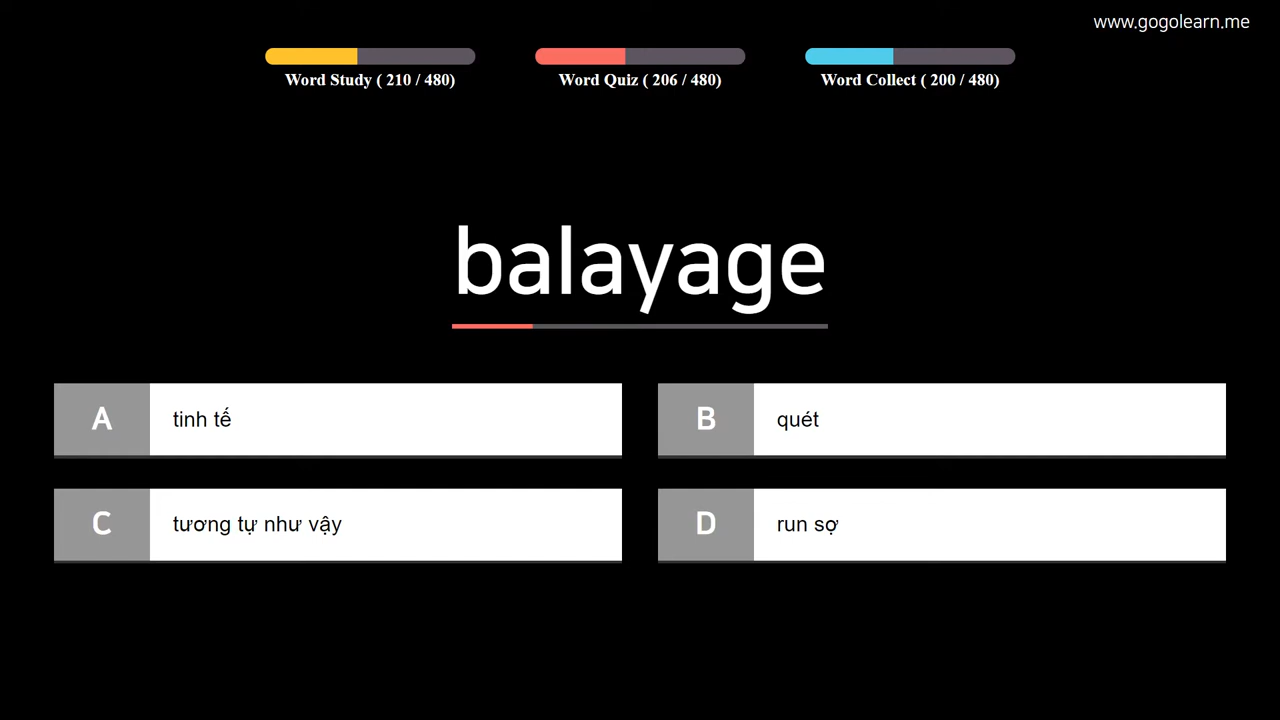 www.gogolearn.me
Word Study ( 210 / 480)
Word Quiz ( 206 / 480)
Word Collect ( 200 / 480)
balayage
A tinh tế
B quét
C tương tự như vậy
D run sợ